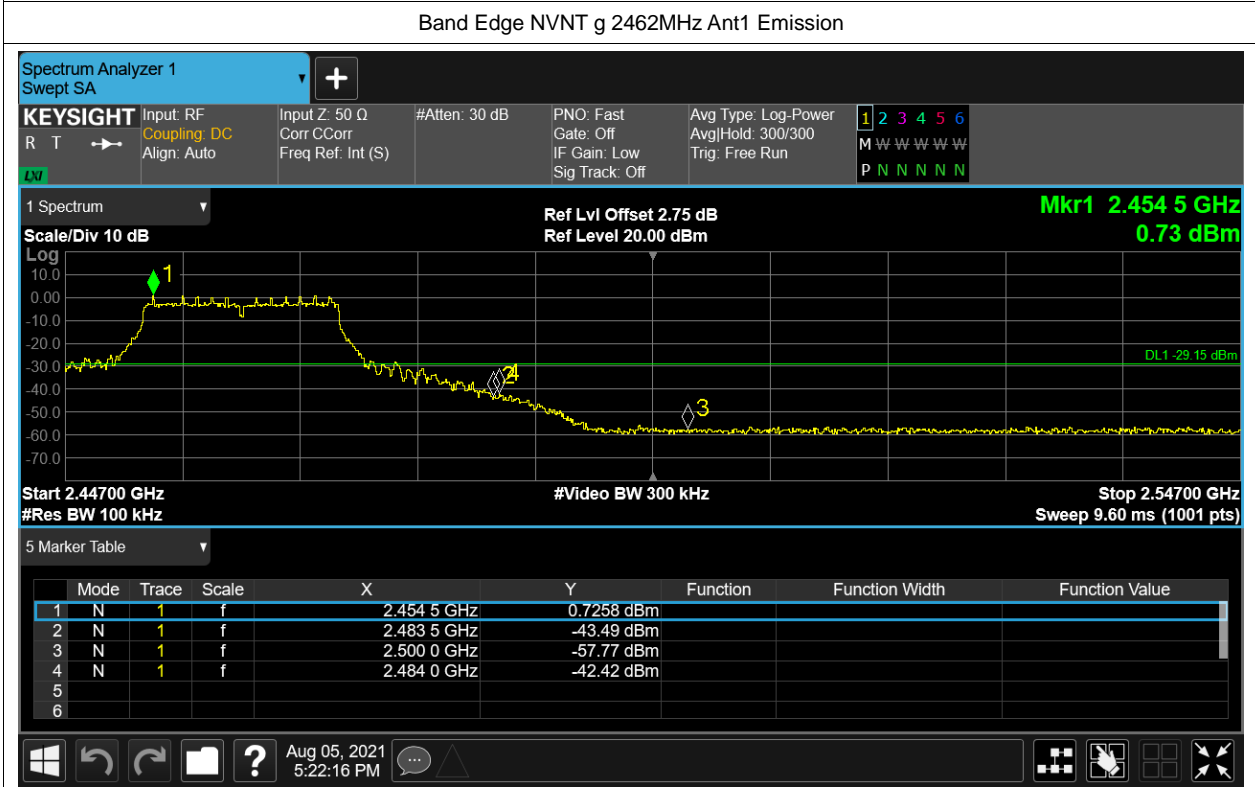 Band Edge NVNT g 2462MHz Ant1 Emission
Spectrum Analyzer 1
Swept SA
KEYSIGHT
R T
LXI
Input: RF
Coupling: DC
Align: Auto
Input Z: 50 Ω
Corr CCorr
Freq Ref: Int (S)
#Atten: 30 dB
PNO: Fast
Gate: Off
IF Gain: Low
Sig Track: Off
Avg Type: Log-Power
Avg|Hold: 300/300
Trig: Free Run
1 2 3 4 5 6
M W W W W W
P N N N N N
1 Spectrum
Scale/Div 10 dB
Ref Lvl Offset 2.75 dB
Ref Level 20.00 dBm
Mkr1 2.454 5 GHz
0.73 dBm
Log
10.0
0.00
-10.0
-20.0
-30.0
-40.0
-50.0
-60.0
-70.0
1
2
4
3
DL1 -29.15 dBm
Start 2.44700 GHz
#Res BW 100 kHz
#Video BW 300 kHz
Stop 2.54700 GHz
Sweep 9.60 ms (1001 pts)
5 Marker Table
Mode Trace Scale X Y Function Function Width Function Value
1 N 1 f 2.454 5 GHz 0.7258 dBm
2 N 1 f 2.483 5 GHz -43.49 dBm
3 N 1 f 2.500 0 GHz -57.77 dBm
4 N 1 f 2.484 0 GHz -42.42 dBm
5
6
?
Aug 05, 2021
5:22:16 PM